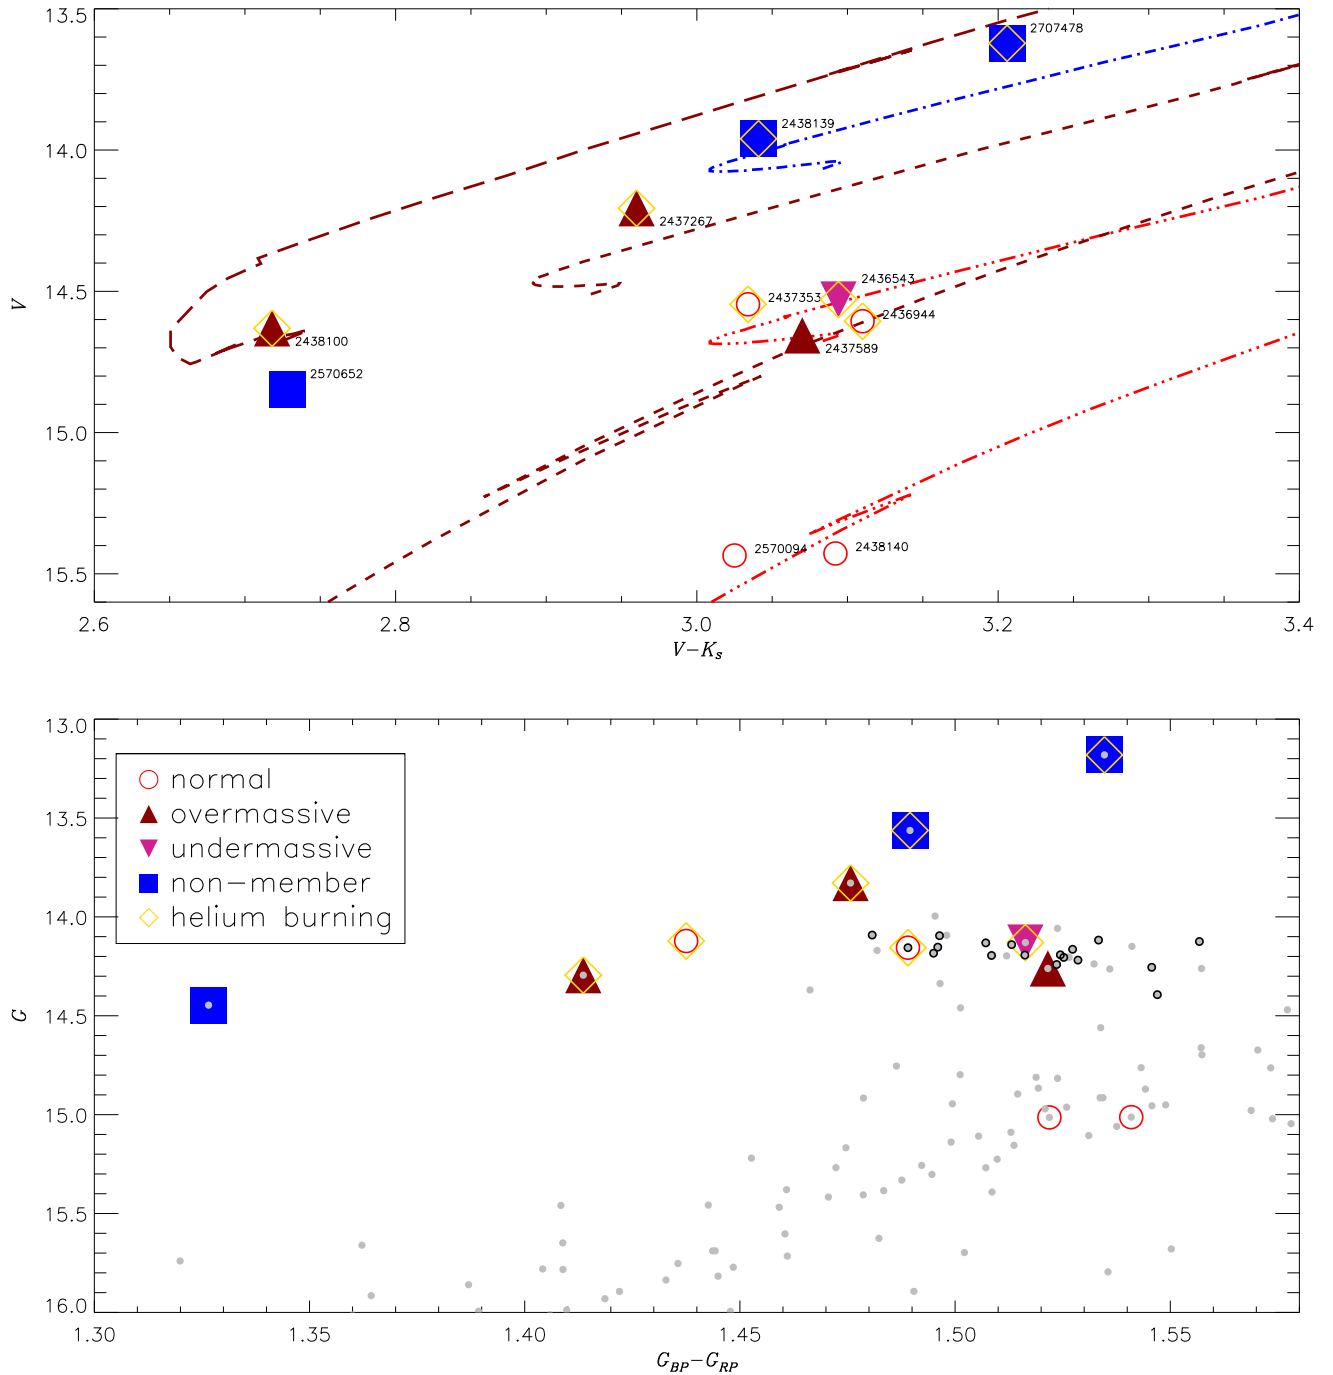 13.5
14.0
14.5
15.0
15.5
V
2707478
2438139
2437267
2436543
2437353
2436944
2438100
2437589
2570652
2570094
2438140
2.6 2.8 3.0 3.2 3.4
V−Ks
13.0
13.5
14.0
14.5
15.0
15.5
16.0
G
normal
overmassive
undermassive
non−member
helium burning
1.30 1.35 1.40 1.45 1.50 1.55
GBP−GRP